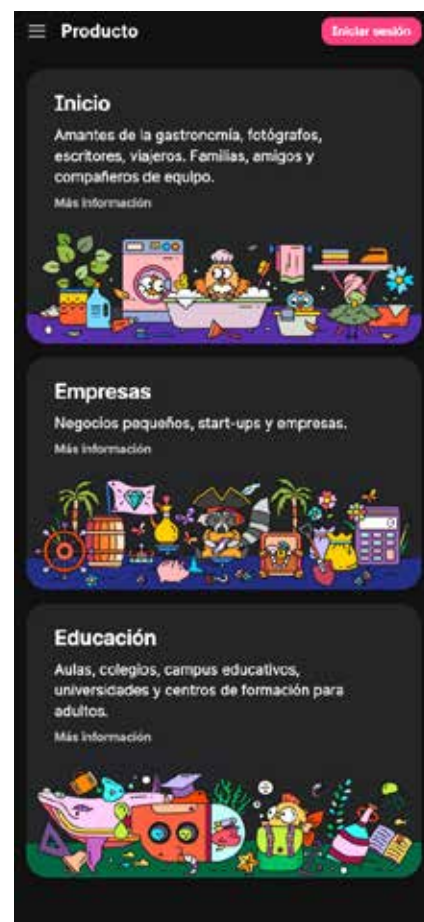 Producto
Iniciar sesión
Inicio
Amantes de la gastronomía, fotógrafos,
escritores, viajeros. Familias, amigos y
compañeros de equipo.
Más información
Empresas
Negocios pequeños, start-ups y empresas.
Más información
Educación
Aulas, colegios, campus educativos,
universidades y centros de formación para
adultos.
Más información